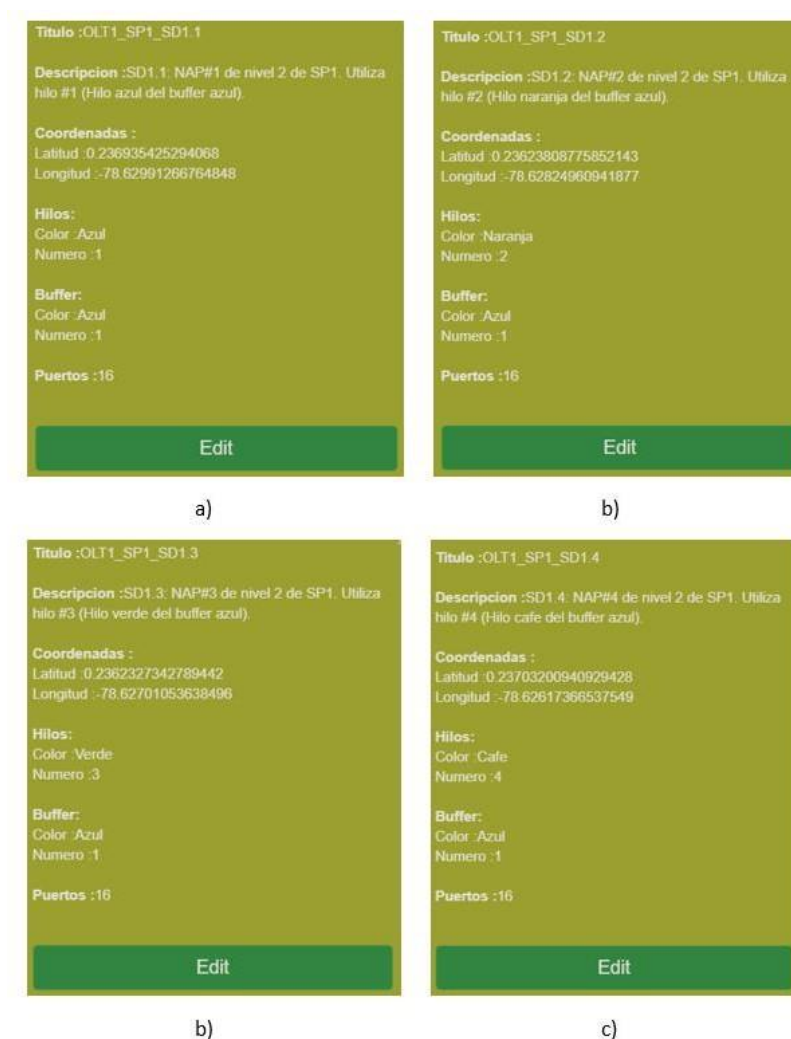 Titulo :OLT1_SP1_SD1.1
Descripcion :SD1.1: NAP#1 de nivel 2 de SP1. Utiliza
hilo #1 (Hilo azul del buffer azul).
Coordenadas :
Latitud :0.236935425294068
Longitud :-78.62991266764848
Hilos:
Color :Azul
Numero :1
Buffer:
Color :Azul
Numero :1
Puertos :16
Edit
a)
Titulo :OLT1_SP1_SD1.2
Descripcion :SD1.2: NAP#2 de nivel 2 de SP1. Utiliza
hilo #2 (Hilo naranja del buffer azul).
Coordenadas :
Latitud :0.23623808775852143
Longitud :-78.62824960941877
Hilos:
Color :Naranja
Numero :2
Buffer:
Color :Azul
Numero :1
Puertos :16
Edit
b)
Titulo :OLT1_SP1_SD1.3
Descripcion :SD1.3: NAP#3 de nivel 2 de SP1. Utiliza
hilo #3 (Hilo verde del buffer azul).
Coordenadas :
Latitud :0.2362327342789442
Longitud :-78.62701053638496
Hilos:
Color :Verde
Numero :3
Buffer:
Color :Azul
Numero :1
Puertos :16
Edit
b)
Titulo :OLT1_SP1_SD1.4
Descripcion :SD1.4: NAP#4 de nivel 2 de SP1. Utiliza
hilo #4 (Hilo cafe del buffer azul).
Coordenadas :
Latitud :0.23703200940929428
Longitud :-78.62617366537549
Hilos:
Color :Cafe
Numero :4
Buffer:
Color :Azul
Numero :1
Puertos :16
Edit
c)